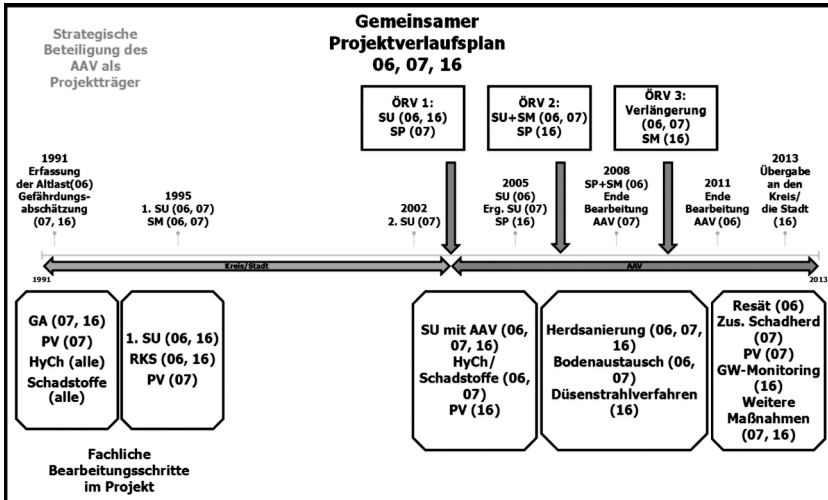 Gemeinsamer
Projektverlaufsplan
06, 07, 16
Strategische
Beteiligung des
AAV als
Projektträger
ÖRV 1:
SU (06, 16)
SP (07)
ÖRV 2:
SU+SM (06, 07)
SP (16)
ÖRV 3:
Verlängerung
(06, 07)
SM (16)
1991
Erfassung
der Altlast(06)
Gefährdungs-
abschätzung
(07, 16)
1995
1. SU (06, 07)
SM (06, 07)
2002
2. SU (07)
2005
SU (06)
Erg. SU (07)
SP (16)
2008
SP+SM (06)
Ende
Bearbeitung
AAV (07)
2011
Ende
Bearbeitung
AAV (06)
2013
Übergabe
an den
Kreis/
die Stadt
(16)
Kreis/Stadt
AAV
1991
2013
GA (07, 16)
PV (07)
HyCh (alle)
Schadstoffe
(alle)
1. SU (06, 16)
RKS (06, 16)
PV (07)
SU mit AAV (06,
07, 16)
HyCh/
Schadstoffe (06,
07)
PV (16)
Herdsanierung (06, 07,
16)
Bodenaustausch (06,
07)
Düsenstrahlverfahren
(16)
Resät (06)
Zus. Schadherd
(07)
PV (07)
GW-Monitoring
(16)
Weitere
Maßnahmen
(07, 16)
Fachliche
Bearbeitungsschritte
im Projekt